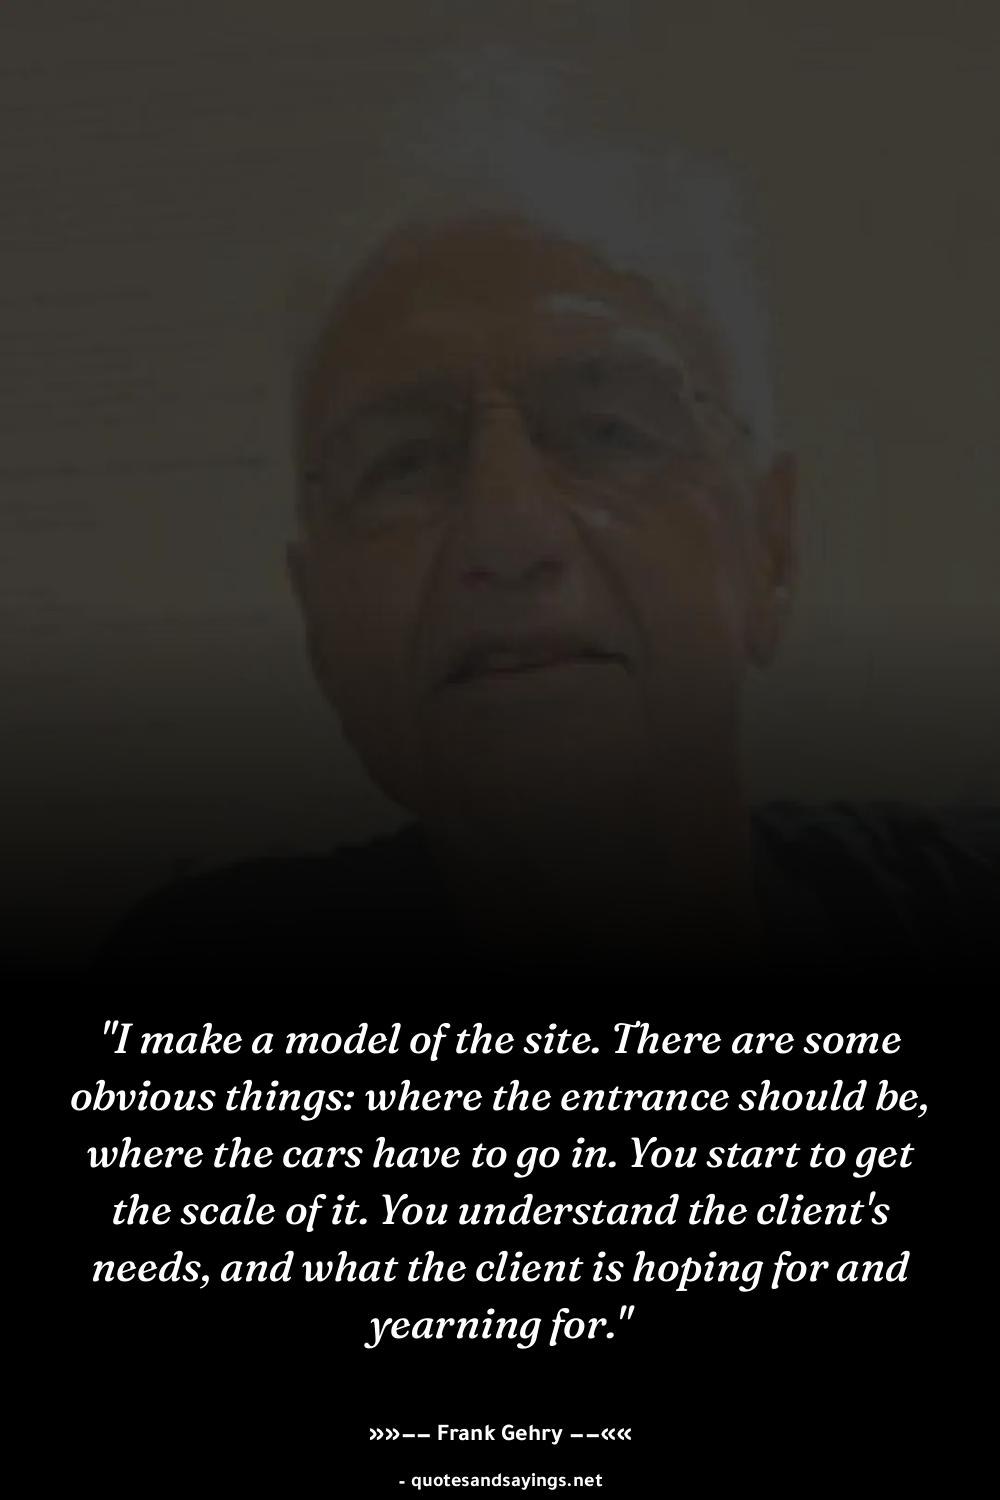 "I make a model of the site. There are some
obvious things: where the entrance should be,
where the cars have to go in. You start to get
the scale of it. You understand the client's
needs, and what the client is hoping for and
yearning for."
»»−− Frank Gehry −−««
- quotesandsayings.net